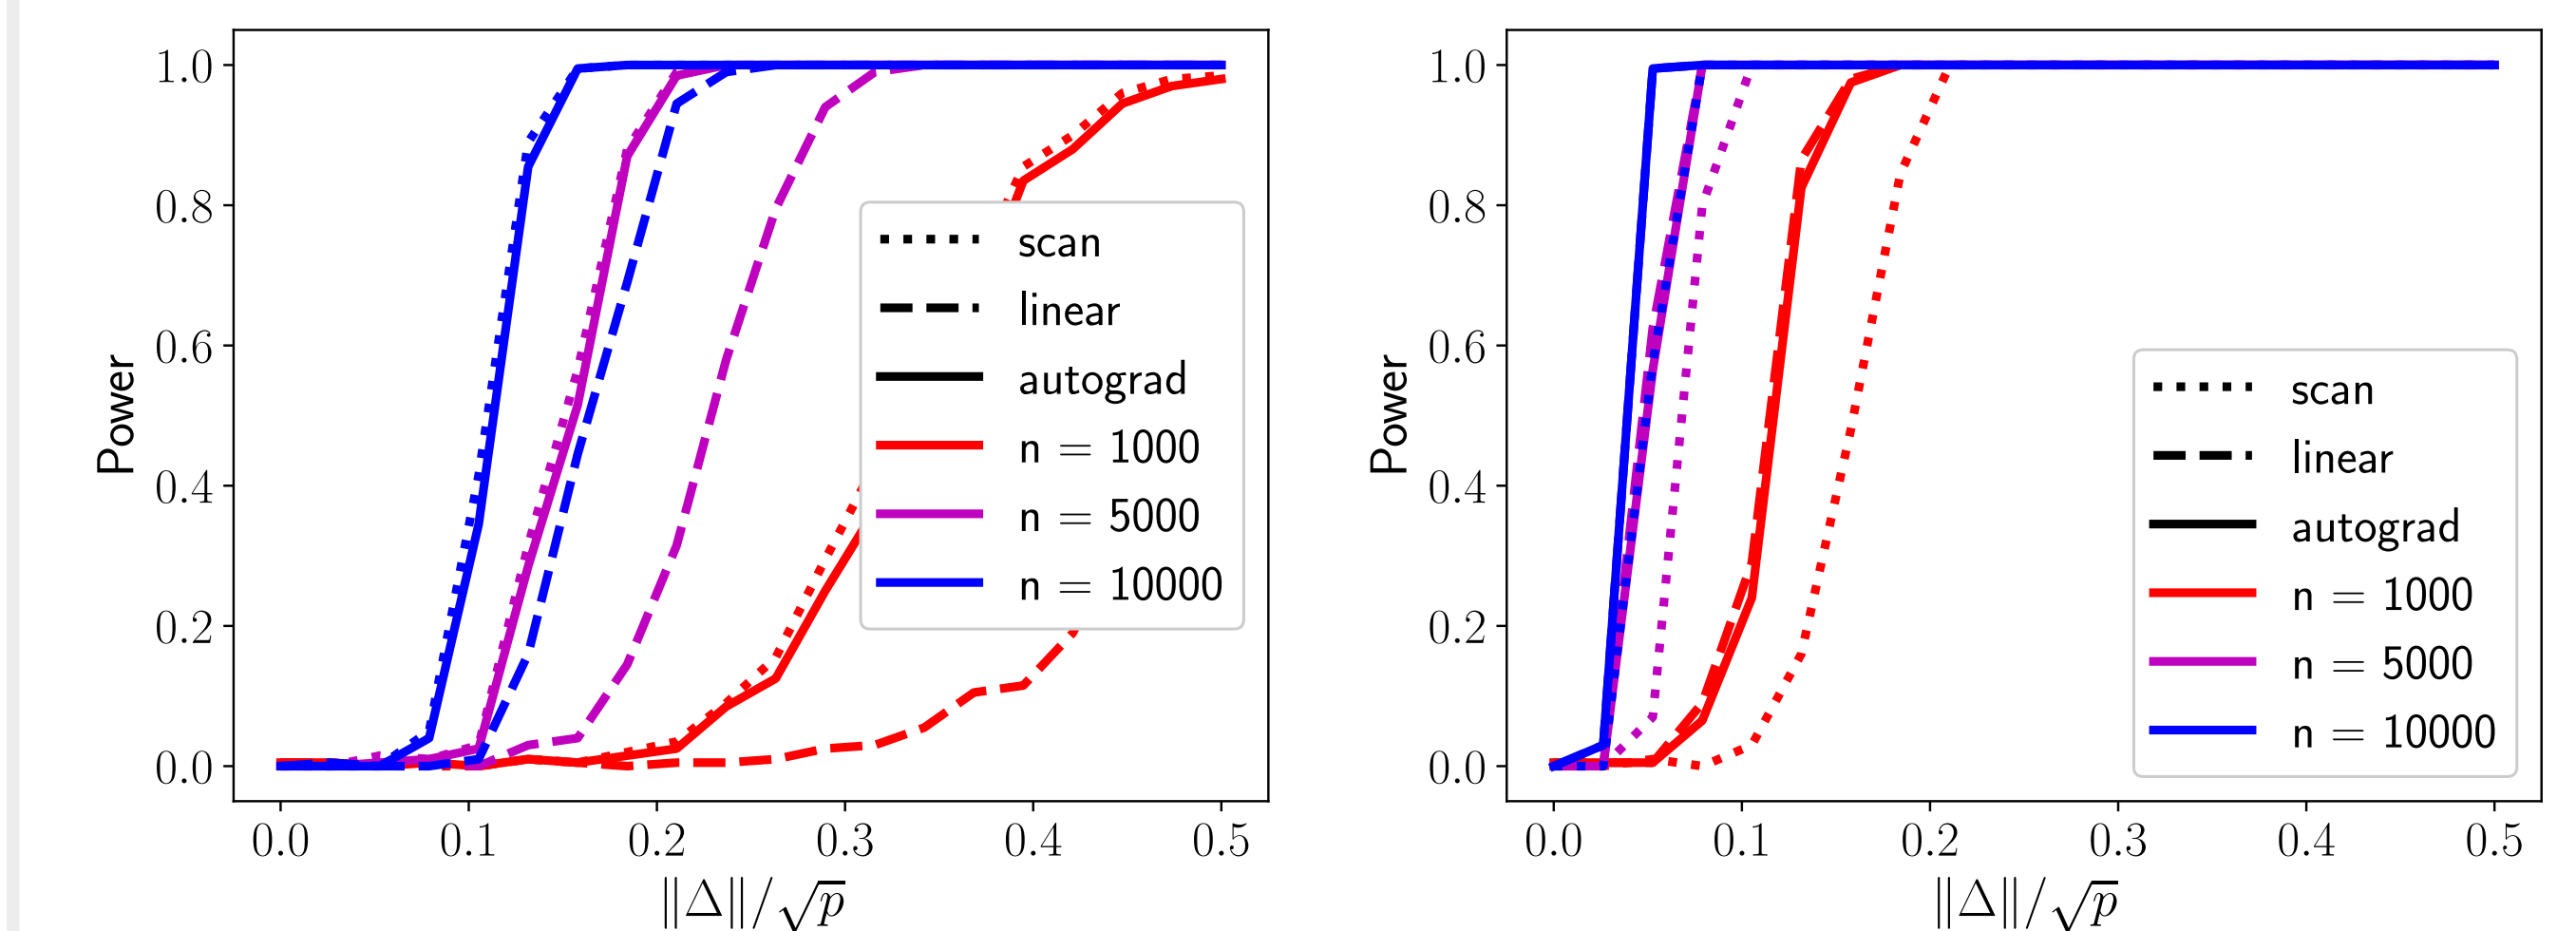 1.0
0.8
0.6
0.4
0.2
0.0
Power
0.0 0.1 0.2 0.3 0.4 0.5
‖Δ‖/√p
scan
linear
autograd
n = 1000
n = 5000
n = 10000
1.0
0.8
0.6
0.4
0.2
0.0
Power
0.0 0.1 0.2 0.3 0.4 0.5
‖Δ‖/√p
scan
linear
autograd
n = 1000
n = 5000
n = 10000